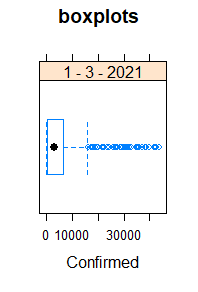 boxplots
1 - 3 - 2021
0 10000 30000
Confirmed